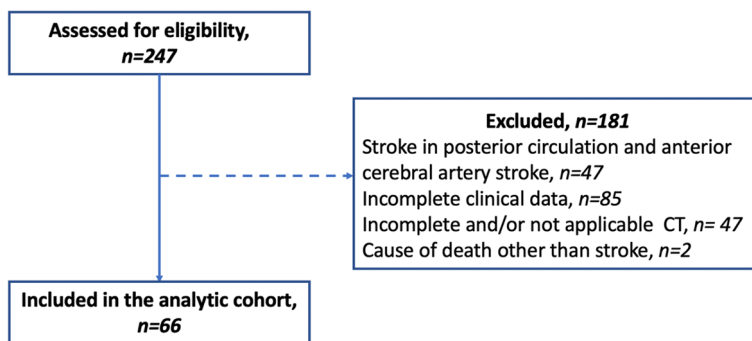 Assessed for eligibility,
n=247
Excluded, n=181
Stroke in posterior circulation and anterior
cerebral artery stroke, n=47
Incomplete clinical data, n=85
Incomplete and/or not applicable CT, n= 47
Cause of death other than stroke, n=2
Included in the analytic cohort,
n=66